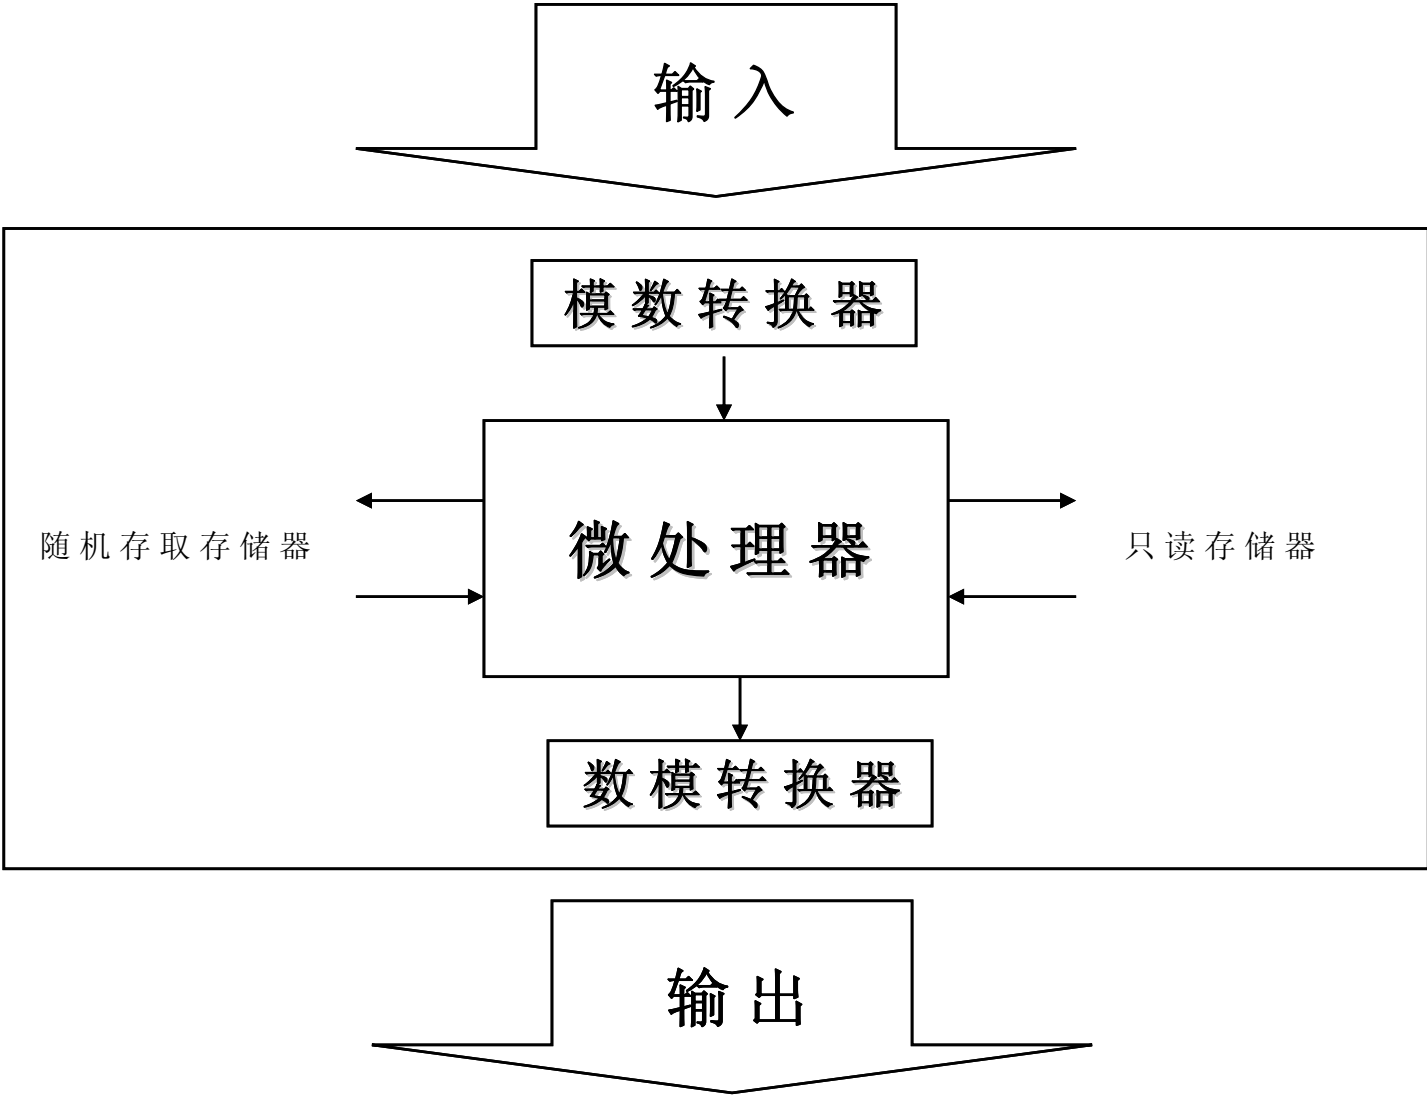 输入
模数转换器
随机存取存储器
微处理器
只读存储器
数模转换器
输出